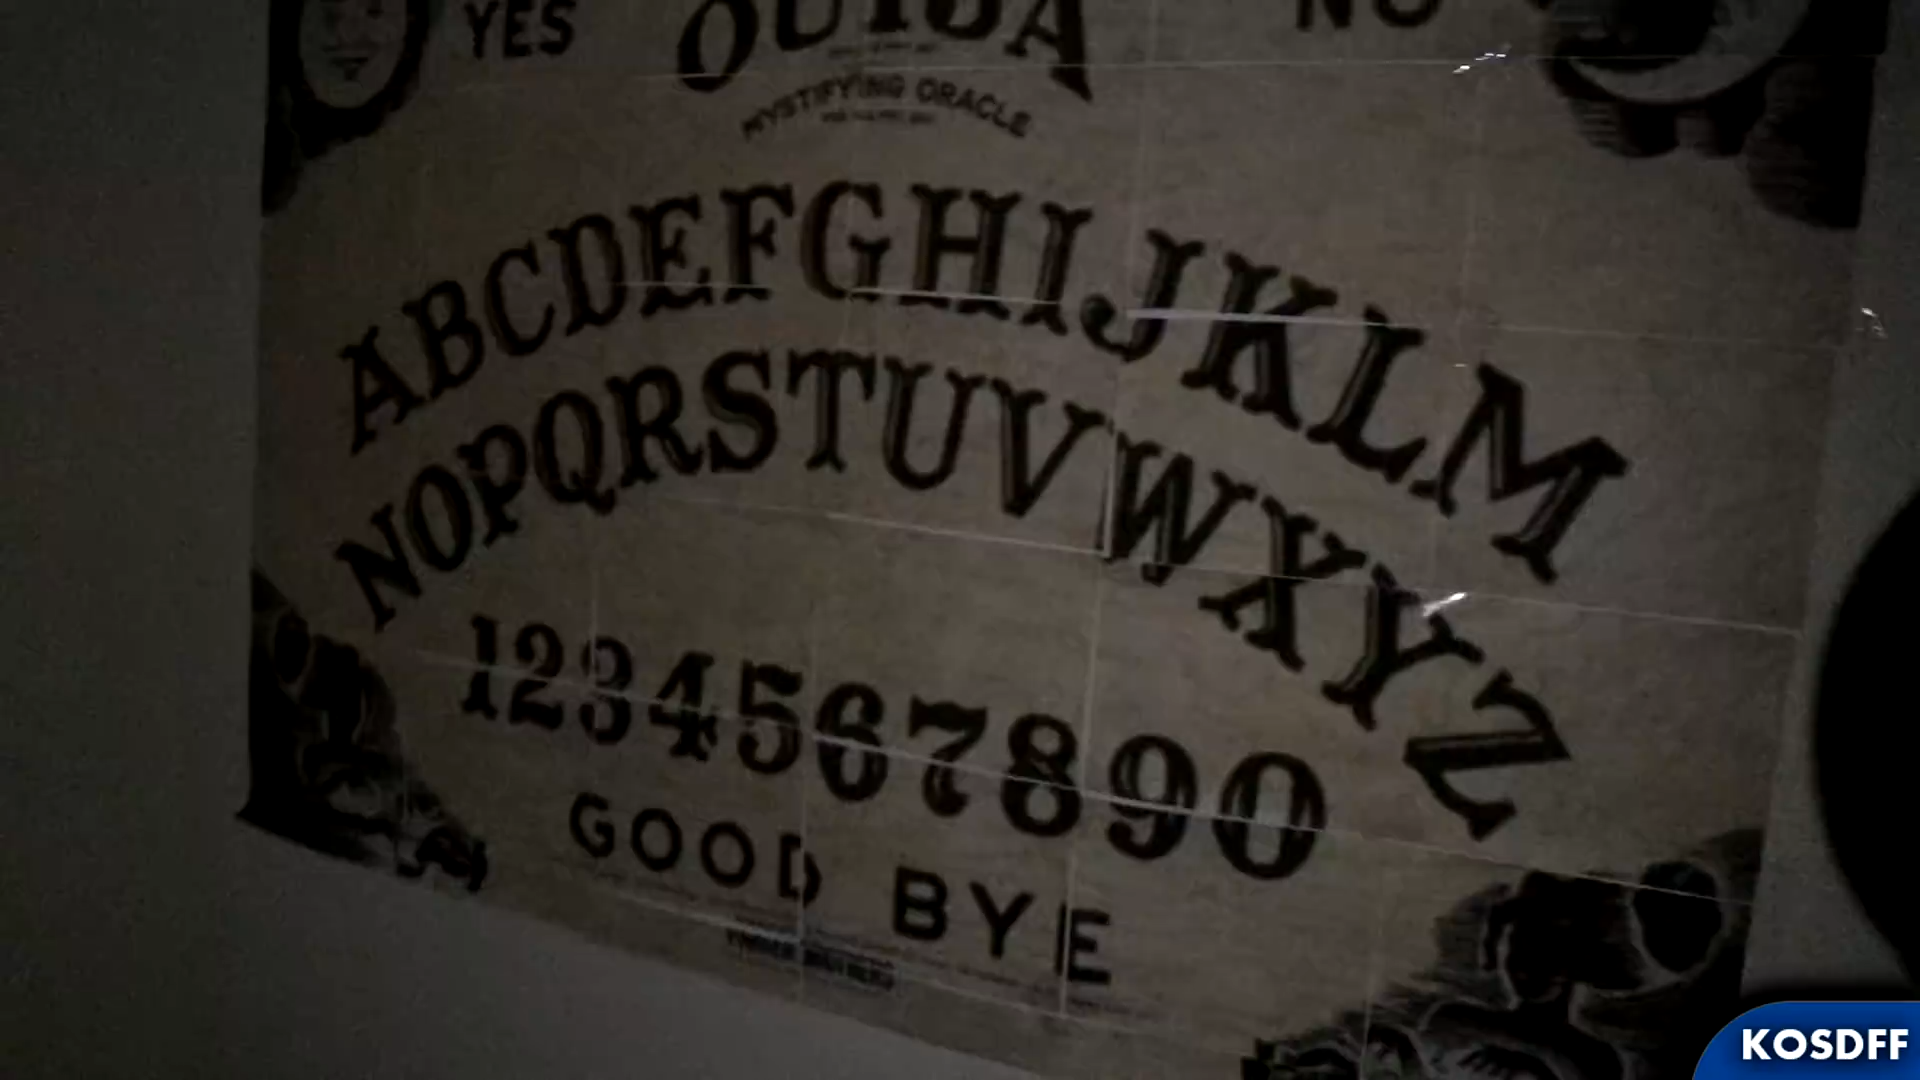 YES OUIJA NO
MYSTIFYING ORACLE
ABCDEFGHIJKLM
NOPQRSTUVWXYZ
1234567890
GOOD BYE
KOSDFF